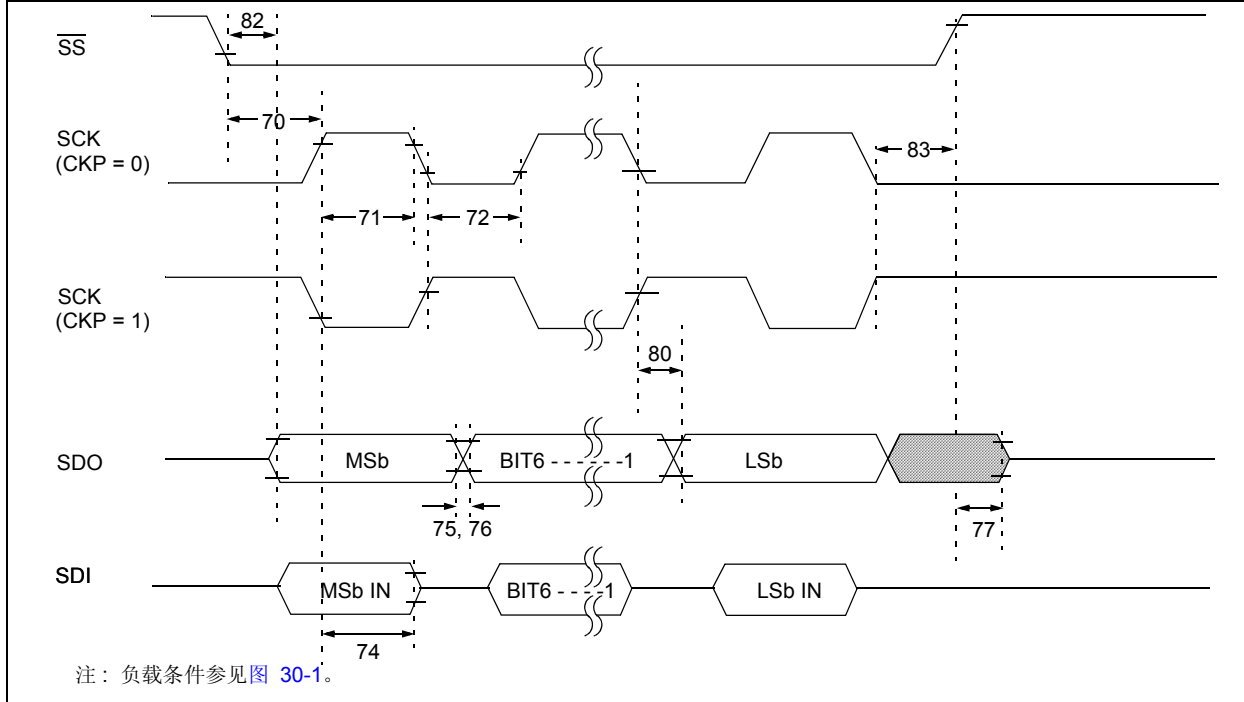 82
SS
70
SCK
(CKP = 0)
83
71
72
SCK
(CKP = 1)
80
SDO
MSb
BIT6 - - - - - - -1
LSb
75, 76
77
SDI
MSb IN
BIT6 - - - -1
LSb IN
74
注: 负载条件参见图 30-1。